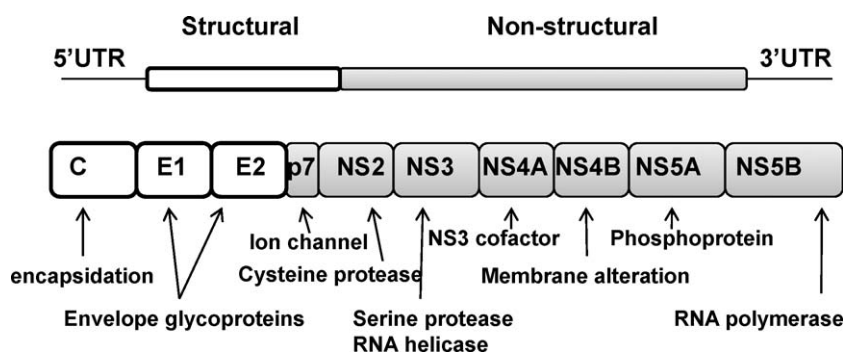 Structural Non-structural
5’UTR 3’UTR
C E1 E2 p7 NS2 NS3 NS4A NS4B NS5A NS5B
Ion channel NS3 cofactor Phosphoprotein
encapsidation Cysteine protease Membrane alteration
Envelope glycoproteins Serine protease RNA polymerase
RNA helicase